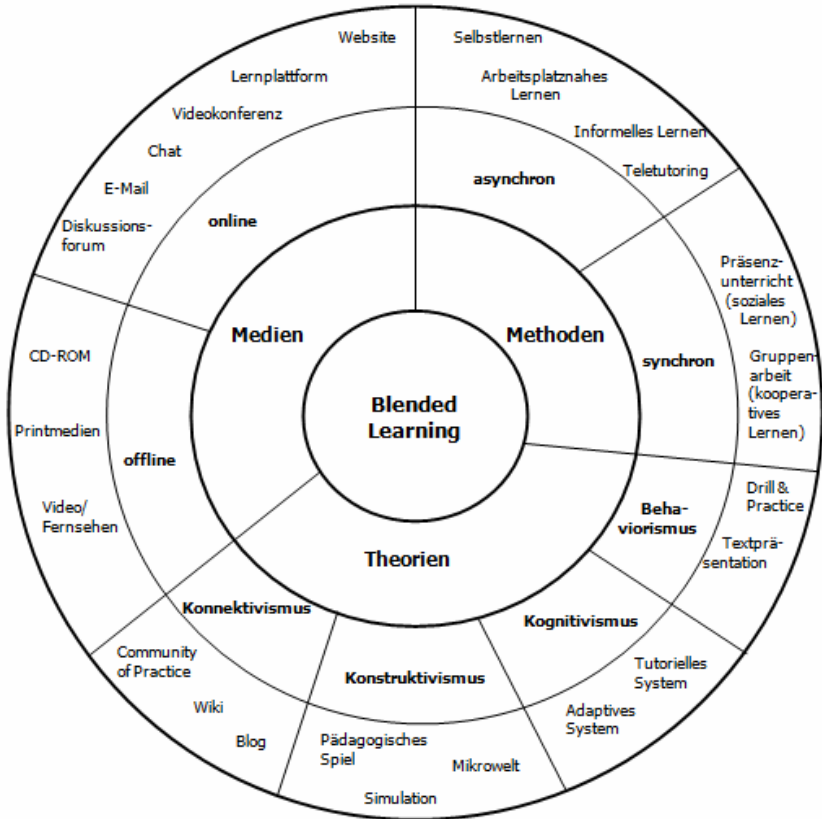 Website
Selbstlernen
Lernplattform
Arbeitsplatznahes
Lernen
Videokonferenz
Informelles Lernen
Chat
Teletutoring
asynchron
E-Mail
online
Diskussions-
forum
Präsenz-
unterricht
(soziales
Lernen)
Medien
Methoden
CD-ROM
synchron
Gruppen-
arbeit
(koopera-
tives
Lernen)
Blended
Learning
Printmedien
offline
Video/
Fernsehen
Drill &
Practice
Beha-
viorismus
Textprä-
sentation
Theorien
Konnektivismus
Kognitivismus
Community
of Practice
Konstruktivismus
Tutorielles
System
Wiki
Adaptives
System
Blog
Pädagogisches
Spiel
Mikrowelt
Simulation